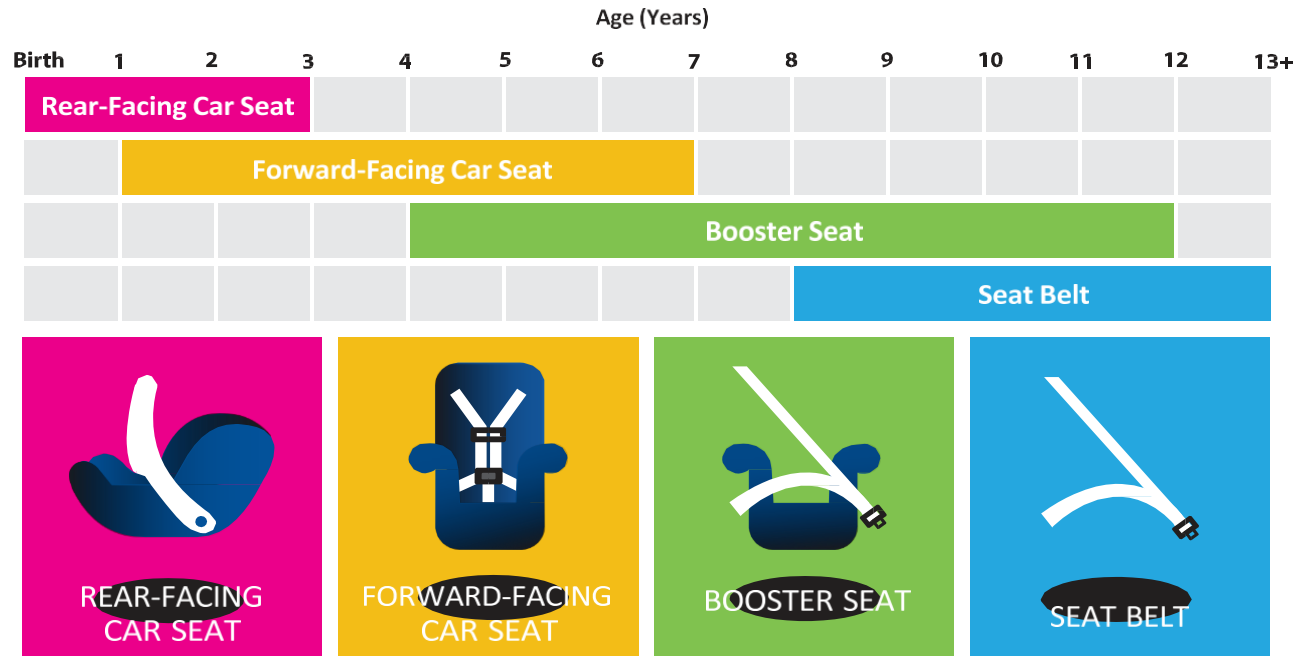 Age (Years)
Birth 1 2 3 4 5 6 7 8 9 10 11 12 13+
Rear-Facing Car Seat
Forward-Facing Car Seat
Booster Seat
Seat Belt
REAR-FACING
CAR SEAT
FORWARD-FACING
CAR SEAT
BOOSTER SEAT
SEAT BELT